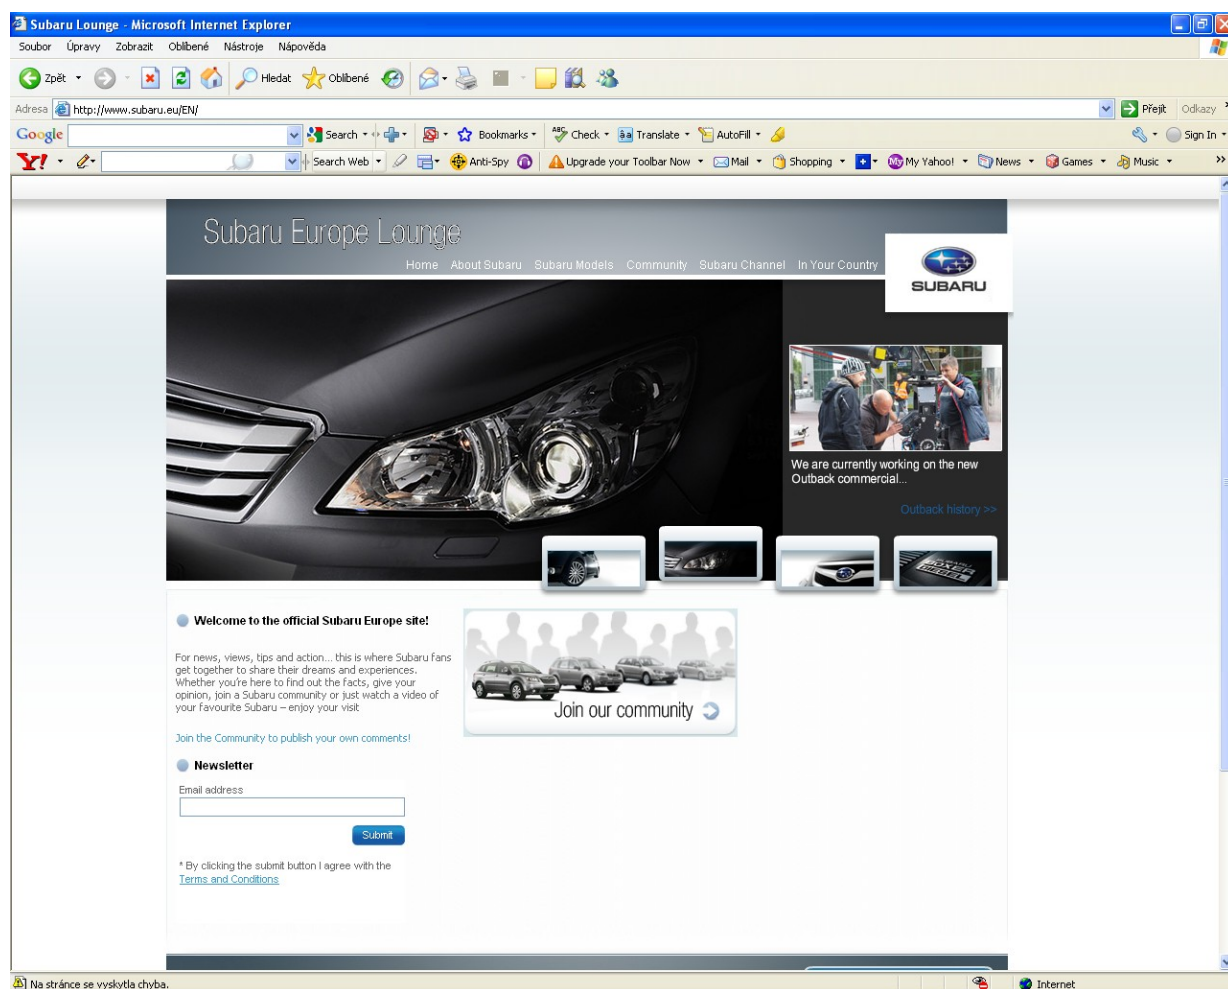 Subaru Lounge - Microsoft Internet Explorer
Soubor Úpravy Zobrazit Oblíbené Nástroje Nápověda
Zpět Hledat Oblíbené
Adresa http://www.subaru.eu/EN/ Přejít Odkazy
Google Search Bookmarks Check Translate AutoFill Sign In
Y! Search Web Anti-Spy Upgrade your Toolbar Now Mail Shopping My Yahoo! News Games Music
Subaru Europe Lounge
Home About Subaru Subaru Models Community Subaru Channel In Your Country
SUBARU
We are currently working on the new
Outback commercial...
Outback history >>
BOXER
DIESEL
Welcome to the official Subaru Europe site!
For news, views, tips and action... this is where Subaru fans
get together to share their dreams and experiences.
Whether you're here to find out the facts, give your
opinion, join a Subaru community or just watch a video of
your favourite Subaru – enjoy your visit
Join our community
Join the Community to publish your own comments!
Newsletter
Email address
Submit
* By clicking the submit button I agree with the
Terms and Conditions
Na stránce se vyskytla chyba. Internet